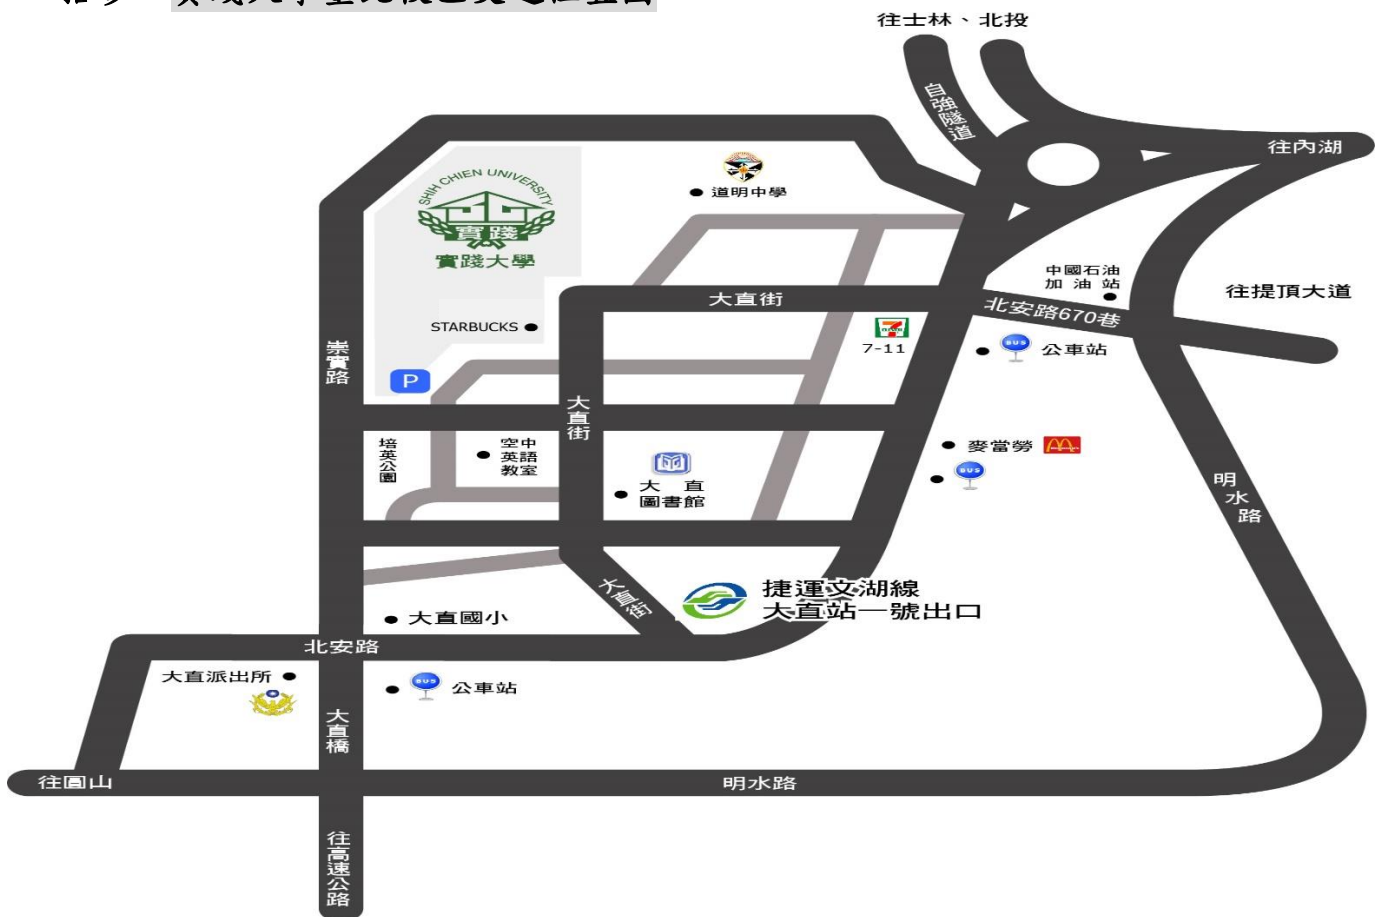 往士林、北投
自強隧道
往內湖
SHIH CHIEN UNIVERSITY
實踐
實踐大學
道明中學
中國石油
加油站
往提頂大道
大直街
北安路670巷
STARBUCKS
7-11
公車站
BUS
崇實路
P
大直街
培英公園
空中
英語
教室
大直
圖書館
麥當勞
BUS
明水路
大直街
捷運文湖線
大直站一號出口
大直國小
北安路
大直派出所
BUS
公車站
大直橋
往圓山
明水路
往高速公路